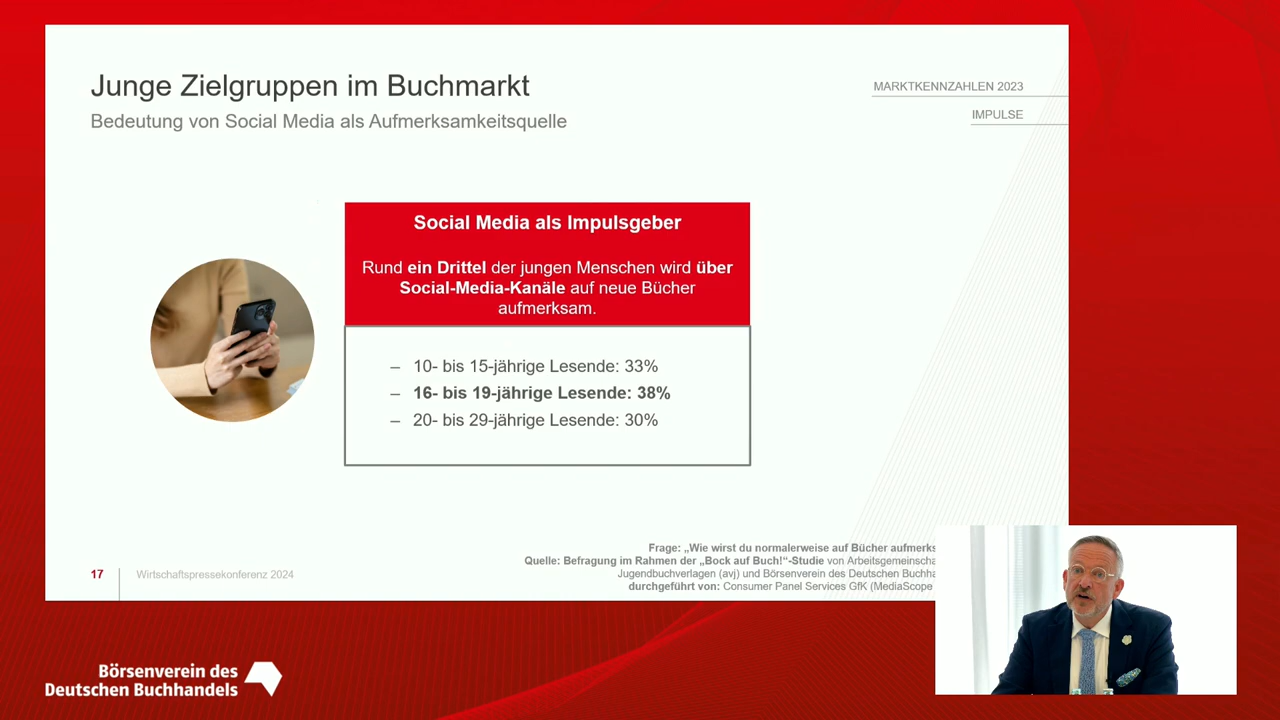 Junge Zielgruppen im Buchmarkt
Bedeutung von Social Media als Aufmerksamkeitsquelle
MARKTKENNZAHLEN 2023
IMPULSE
Social Media als Impulsgeber
Rund ein Drittel der jungen Menschen wird über
Social-Media-Kanäle auf neue Bücher
aufmerksam.
– 10- bis 15-jährige Lesende: 33%
– 16- bis 19-jährige Lesende: 38%
– 20- bis 29-jährige Lesende: 30%
Frage: „Wie wirst du normalerweise auf Bücher aufmerks
Quelle: Befragung im Rahmen der „Bock auf Buch!“-Studie von Arbeitsgemeinscha
Jugendbuchverlagen (avj) und Börsenverein des Deutschen Buchha
durchgeführt von: Consumer Panel Services GfK (MediaScope
17
Wirtschaftspressekonferenz 2024
Börsenverein des
Deutschen Buchhandels